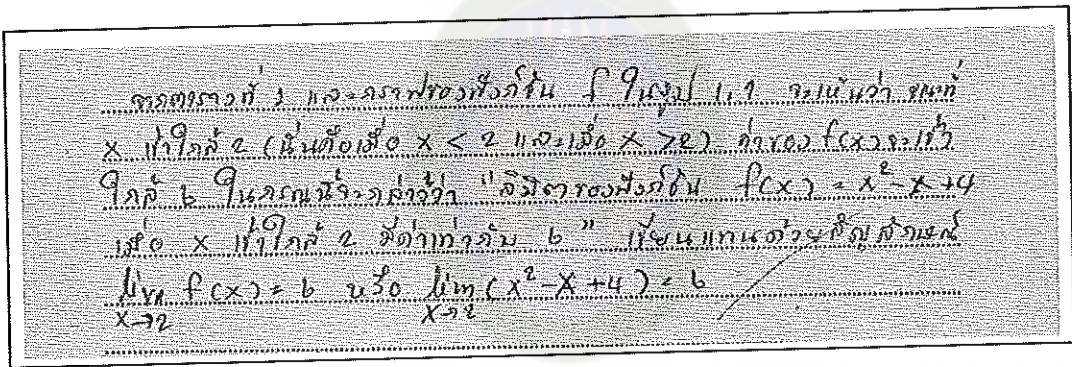 จากตารางที่ 1 และกราฟของฟังก์ชัน f ในรูป 1.1 จะเห็นว่า ขณะที่
x เข้าใกล้ 2 (นั่นคือเมื่อ x < 2 และเมื่อ x > 2) ค่าของ f(x) จะเข้า
ใกล้ 6 ในกรณีนี้จะกล่าวว่า "ลิมิตของฟังก์ชัน f(x) = x² - x + 4
เมื่อ x เข้าใกล้ 2 มีค่าเท่ากับ 6" เขียนแทนด้วยสัญลักษณ์
lim f(x) = 6 หรือ lim (x² - x + 4) = 6
x→2 x→2